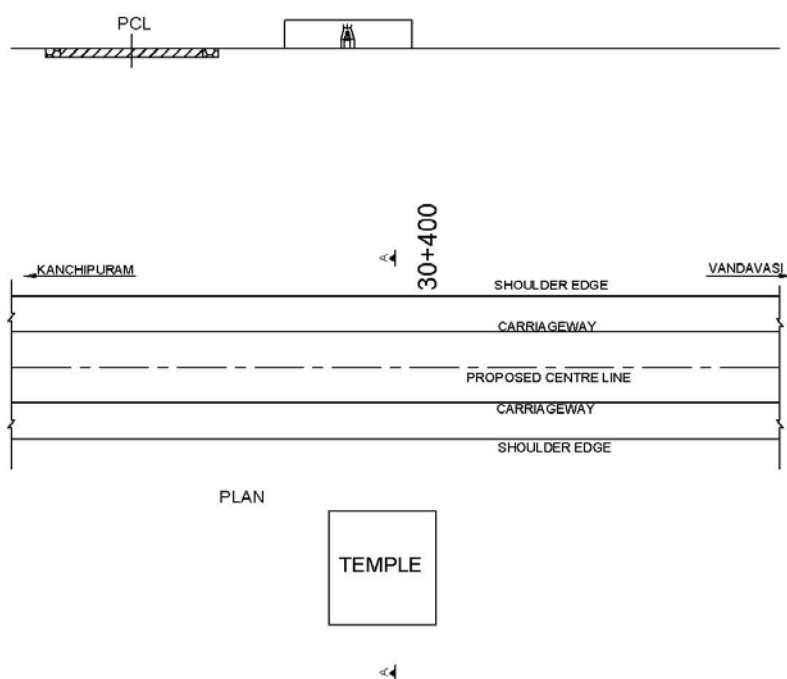 PCL
A
30+400
KANCHIPURAM
VANDAVASI
SHOULDER EDGE
CARRIAGEWAY
PROPOSED CENTRE LINE
CARRIAGEWAY
SHOULDER EDGE
PLAN
TEMPLE
A